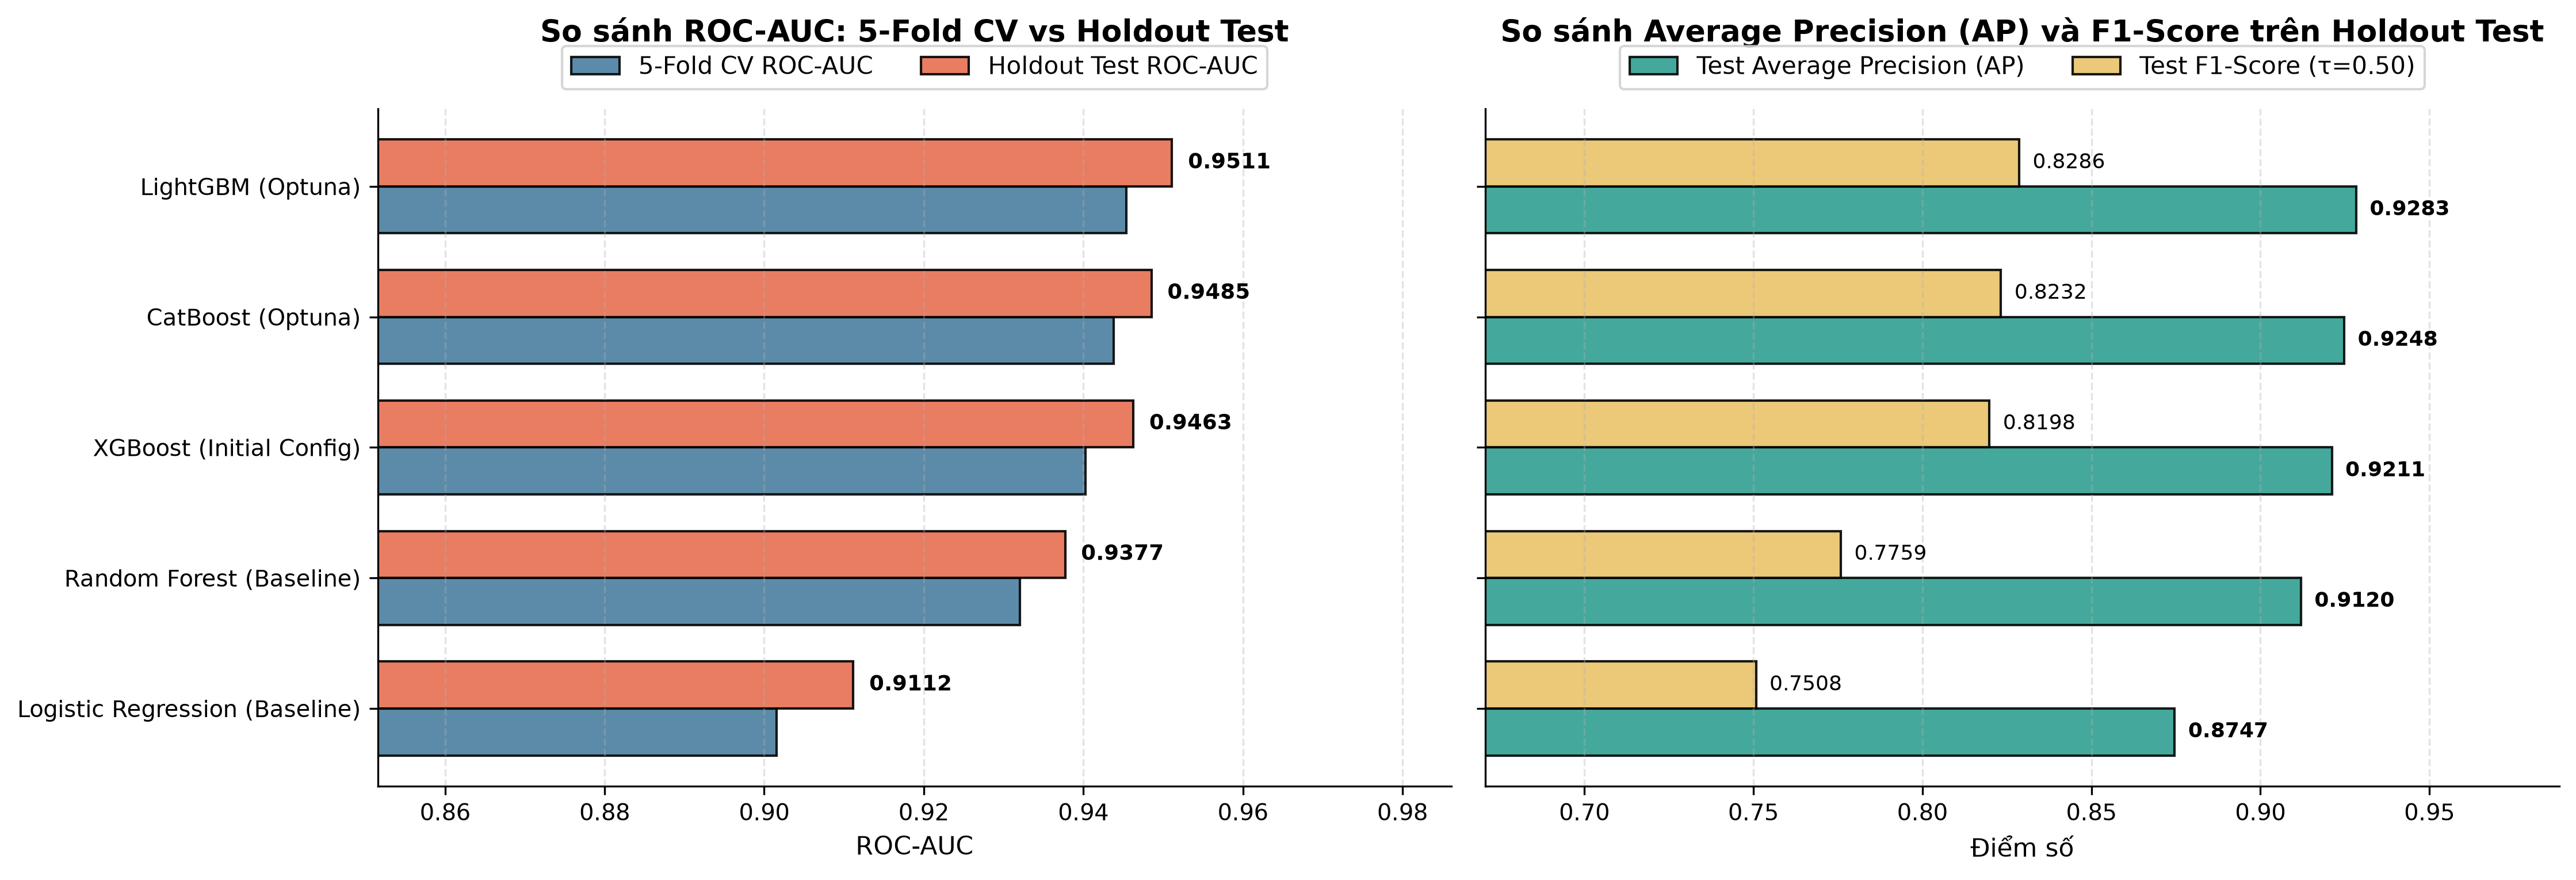 So sánh ROC-AUC: 5-Fold CV vs Holdout Test
5-Fold CV ROC-AUC
Holdout Test ROC-AUC
LightGBM (Optuna)
CatBoost (Optuna)
XGBoost (Initial Config)
Random Forest (Baseline)
Logistic Regression (Baseline)
0.9511
0.9485
0.9463
0.9377
0.9112
0.86 0.88 0.90 0.92 0.94 0.96 0.98
ROC-AUC
So sánh Average Precision (AP) và F1-Score trên Holdout Test
Test Average Precision (AP)
Test F1-Score (τ=0.50)
0.8286
0.9283
0.8232
0.9248
0.8198
0.9211
0.7759
0.9120
0.7508
0.8747
0.70 0.75 0.80 0.85 0.90 0.95
Điểm số